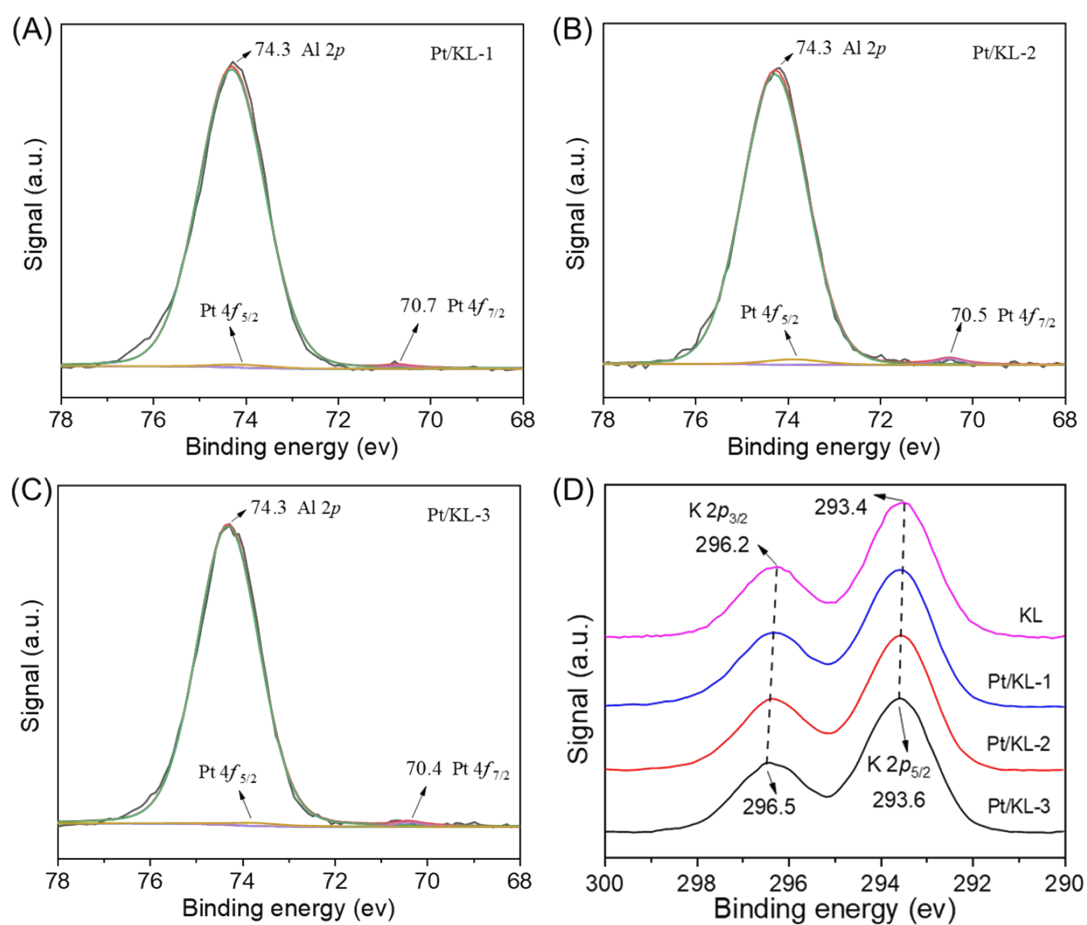 (A)
74.3 Al 2p
Pt/KL-1
Pt 4f5/2
70.7 Pt 4f7/2
Signal (a.u.)
78 76 74 72 70 68
Binding energy (ev)
(B)
74.3 Al 2p
Pt/KL-2
Pt 4f5/2
70.5 Pt 4f7/2
Signal (a.u.)
78 76 74 72 70 68
Binding energy (ev)
(C)
74.3 Al 2p
Pt/KL-3
Pt 4f5/2
70.4 Pt 4f7/2
Signal (a.u.)
78 76 74 72 70 68
Binding energy (ev)
(D)
K 2p3/2
296.2
293.4
KL
Pt/KL-1
Pt/KL-2
K 2p5/2
293.6
296.5
Pt/KL-3
Signal (a.u.)
300 298 296 294 292 290
Binding energy (ev)